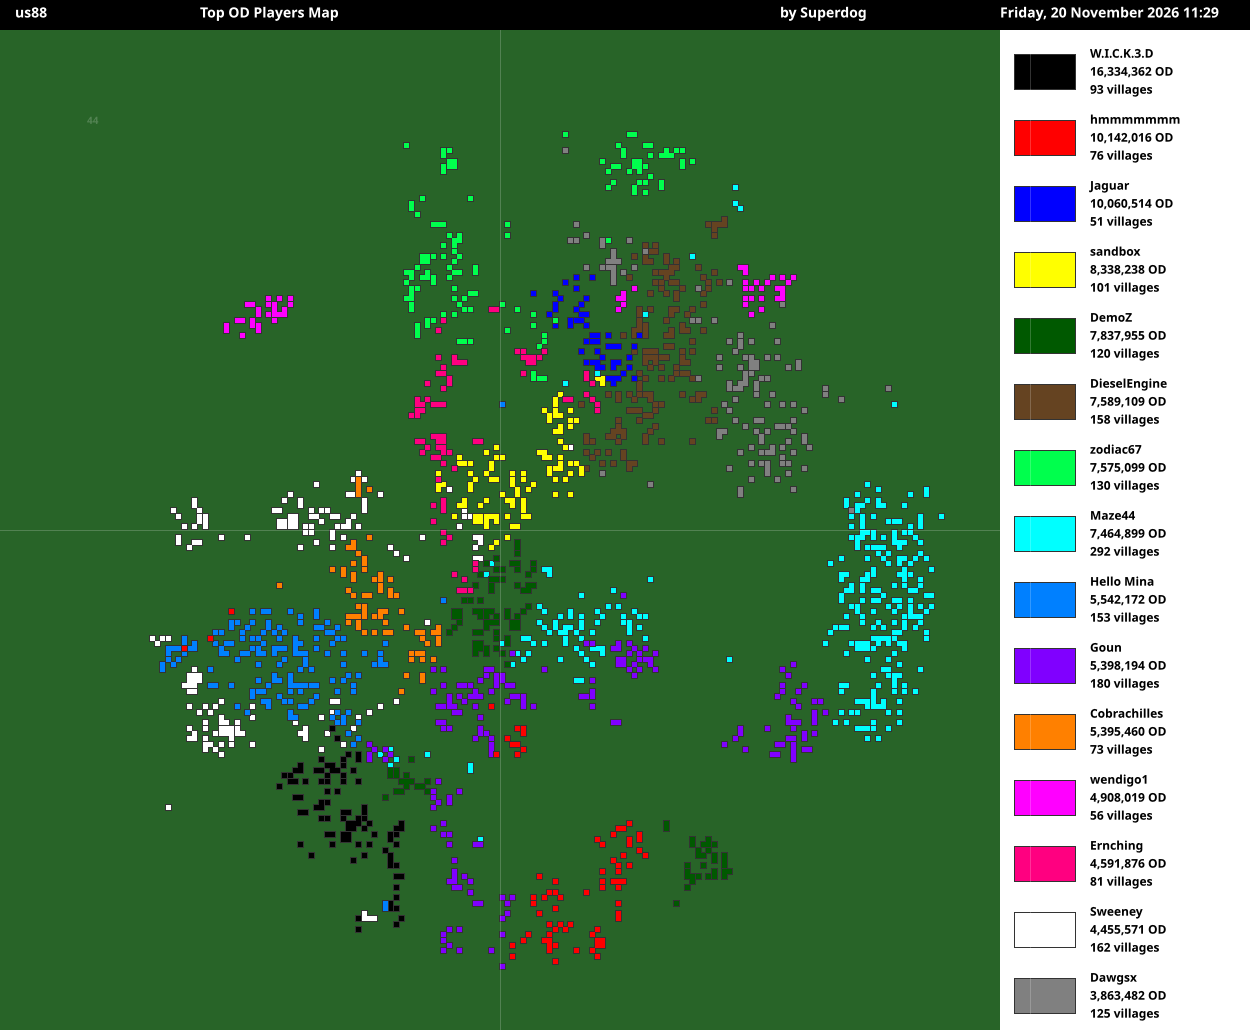 us88 Top OD Players Map by Superdog Friday, 20 November 2026 11:29
44
W.I.C.K.3.D
16,334,362 OD
93 villages
hmmmmmmm
10,142,016 OD
76 villages
Jaguar
10,060,514 OD
51 villages
sandbox
8,338,238 OD
101 villages
DemoZ
7,837,955 OD
120 villages
DieselEngine
7,589,109 OD
158 villages
zodiac67
7,575,099 OD
130 villages
Maze44
7,464,899 OD
292 villages
Hello Mina
5,542,172 OD
153 villages
Goun
5,398,194 OD
180 villages
Cobrachilles
5,395,460 OD
73 villages
wendigo1
4,908,019 OD
56 villages
Ernching
4,591,876 OD
81 villages
Sweeney
4,455,571 OD
162 villages
Dawgsx
3,863,482 OD
125 villages